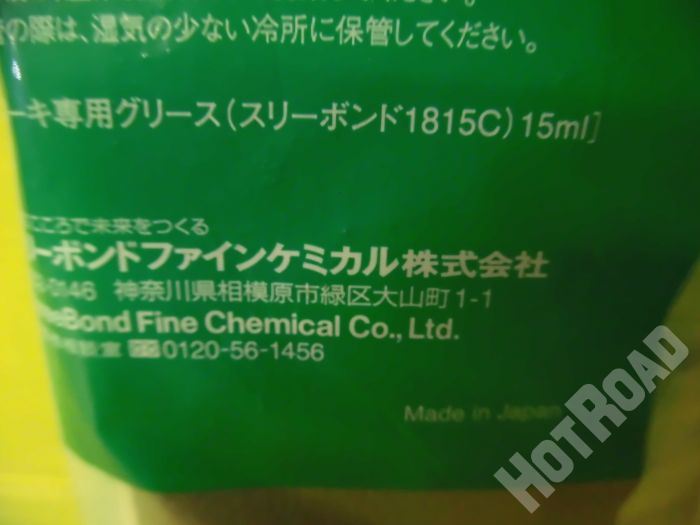 の際は、湿気の少ない冷所に保管してください。
ーキ専用グリース(スリーボンド1815C)15ml]
こころで未来をつくる
ーボンドファインケミカル株式会社
0146 神奈川県相模原市緑区大山町1-1
Bond Fine Chemical Co., Ltd.
0120-56-1456
Made in Japan
HOTROAD